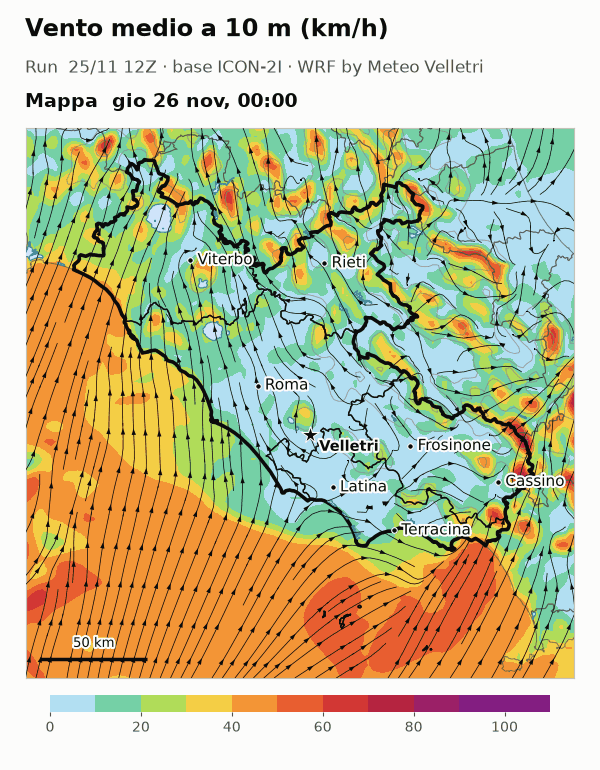 Vento medio a 10 m (km/h)
Run 25/11 12Z · base ICON-2I · WRF by Meteo Velletri
Mappa gio 26 nov, 00:00
Viterbo
Rieti
Roma
Velletri
Frosinone
Cassino
Latina
Terracina
50 km
0 20 40 60 80 100